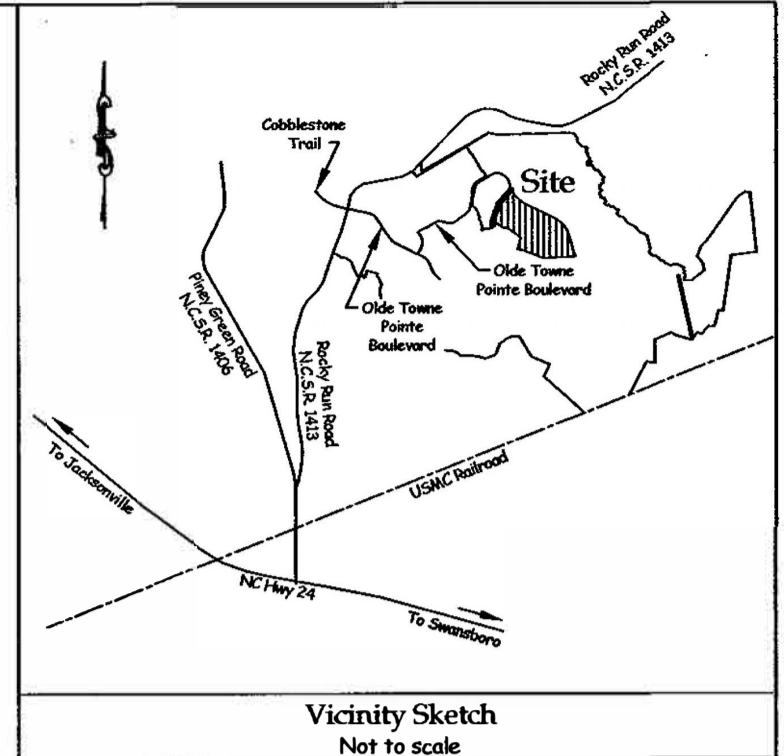 Rocky Run Road
N.C.S.R. 1413
Cobblestone
Trail
Site
Olde Towne
Pointe Boulevard
Olde Towne
Pointe
Boulevard
Piney Green Road
N.C.S.R. 1406
Rocky Run Road
N.C.S.R. 1413
To Jacksonville
USMC Railroad
NC Hwy 24
To Swansboro
Vicinity Sketch
Not to scale